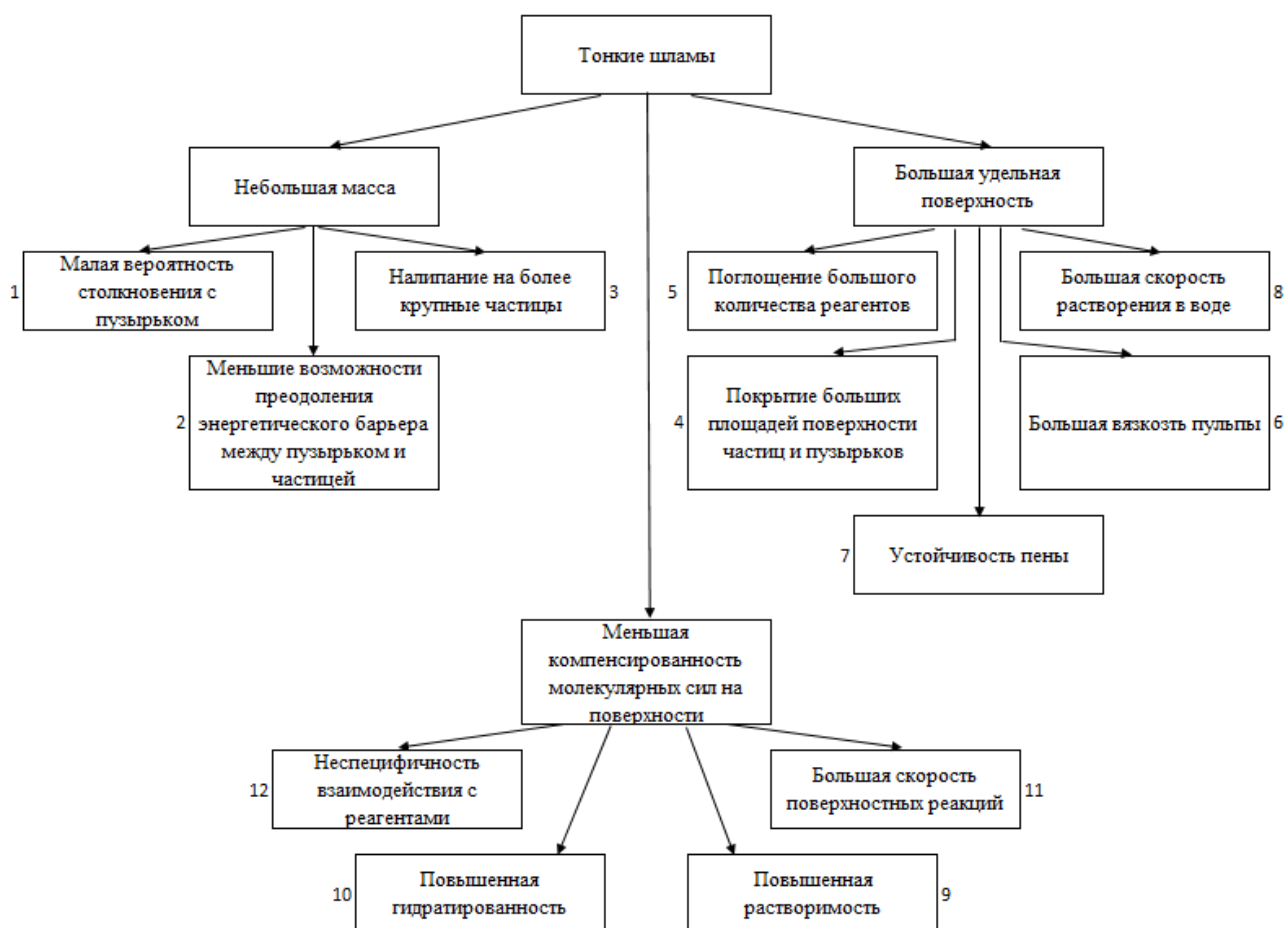 Тонкие шламы
Небольшая масса
Большая удельная
поверхность
1
Малая вероятность
столкновения с
пузырьком
Налипание на более
крупные частицы
3
5
Поглощение большого
количества реагентов
Большая скорость
растворения в воде
8
2
Меньшие возможности
преодоления
энергетического барьера
между пузырьком и
частицей
4
Покрытие больших
площадей поверхности
частиц и пузырьков
Большая вязкозть пульпы
6
7
Устойчивость пены
Меньшая
компенсированность
молекулярных сил на
поверхности
12
Неспецифичность
взаимодействия с
реагентами
Большая скорость
поверхностных реакций
11
10
Повышенная
гидратированность
Повышенная
растворимость
9